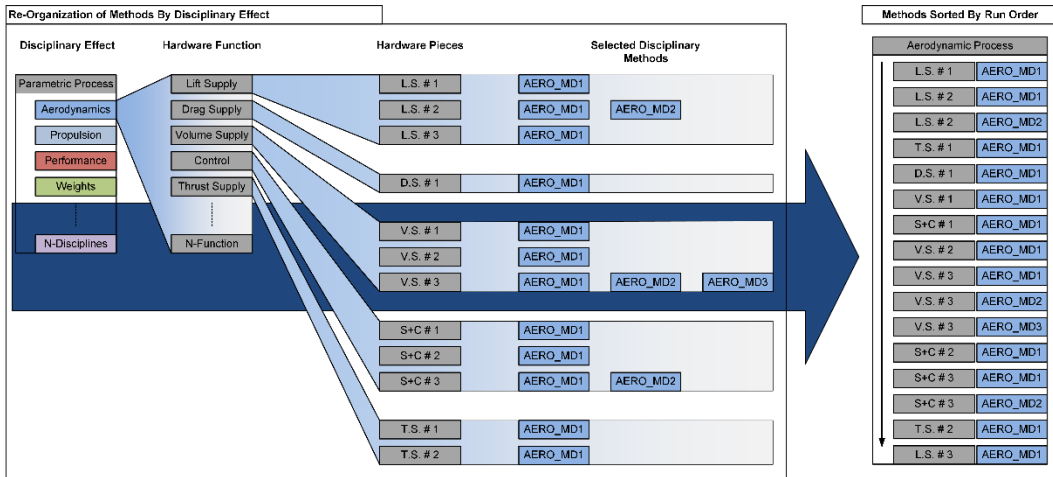 Re-Organization of Methods By Disciplinary Effect
Disciplinary Effect
Hardware Function
Hardware Pieces
Selected Disciplinary
Methods
Parametric Process
Aerodynamics
Propulsion
Performance
Weights
N-Disciplines
Lift Supply
Drag Supply
Volume Supply
Control
Thrust Supply
N-Function
L.S. # 1 AERO_MD1
L.S. # 2 AERO_MD1 AERO_MD2
L.S. # 3 AERO_MD1
D.S. # 1 AERO_MD1
V.S. # 1 AERO_MD1
V.S. # 2 AERO_MD1
V.S. # 3 AERO_MD1 AERO_MD2 AERO_MD3
S+C # 1 AERO_MD1
S+C # 2 AERO_MD1
S+C # 3 AERO_MD1 AERO_MD2
T.S. # 1 AERO_MD1
T.S. # 2 AERO_MD1
Methods Sorted By Run Order
Aerodynamic Process
L.S. # 1 AERO_MD1
L.S. # 2 AERO_MD1
L.S. # 2 AERO_MD2
T.S. # 1 AERO_MD1
D.S. # 1 AERO_MD1
V.S. # 1 AERO_MD1
S+C # 1 AERO_MD1
V.S. # 2 AERO_MD1
V.S. # 3 AERO_MD1
V.S. # 3 AERO_MD2
V.S. # 3 AERO_MD3
S+C # 2 AERO_MD1
S+C # 3 AERO_MD1
S+C # 3 AERO_MD2
T.S. # 2 AERO_MD1
L.S. # 3 AERO_MD1